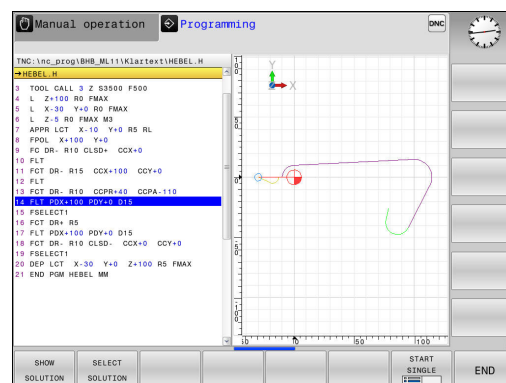 Manual operation
Programming
DNC
TNC:\nc_prog\BHB_ML11\Klartext\HEBEL.H
→HEBEL.H
3 TOOL CALL 3 Z S3500 F500
4 L Z+100 R0 FMAX
5 L X-30 Y+0 R0 FMAX
6 L Z-5 R0 FMAX M3
7 APPR LCT X-10 Y+0 R5 RL
8 FPOL X+100 Y+0
9 FC DR- R10 CLSD+ CCX+0
10 FLT
11 FCT DR- R15 CCX+100 CCY+0
12 FLT
13 FCT DR- R10 CCPR+40 CCPA-110
14 FLT PDX+100 PDY+0 D15
15 FSELECT1
16 FCT DR+ R5
17 FLT PDX+100 PDY+0 D15
18 FCT DR- R10 CLSD- CCX+0 CCY+0
19 FSELECT1
20 DEP LCT X-30 Y+0 Z+100 R5 FMAX
21 END PGM HEBEL MM
Y
X
0
50
100
SHOW
SOLUTION
SELECT
SOLUTION
START
SINGLE
END